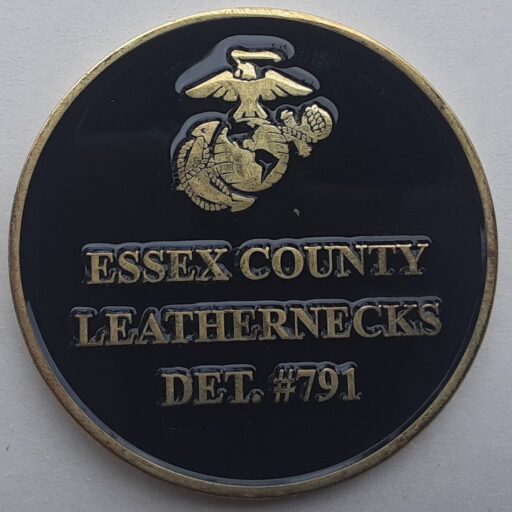 ESSEX COUNTY
LEATHERNECKS
DET. #791